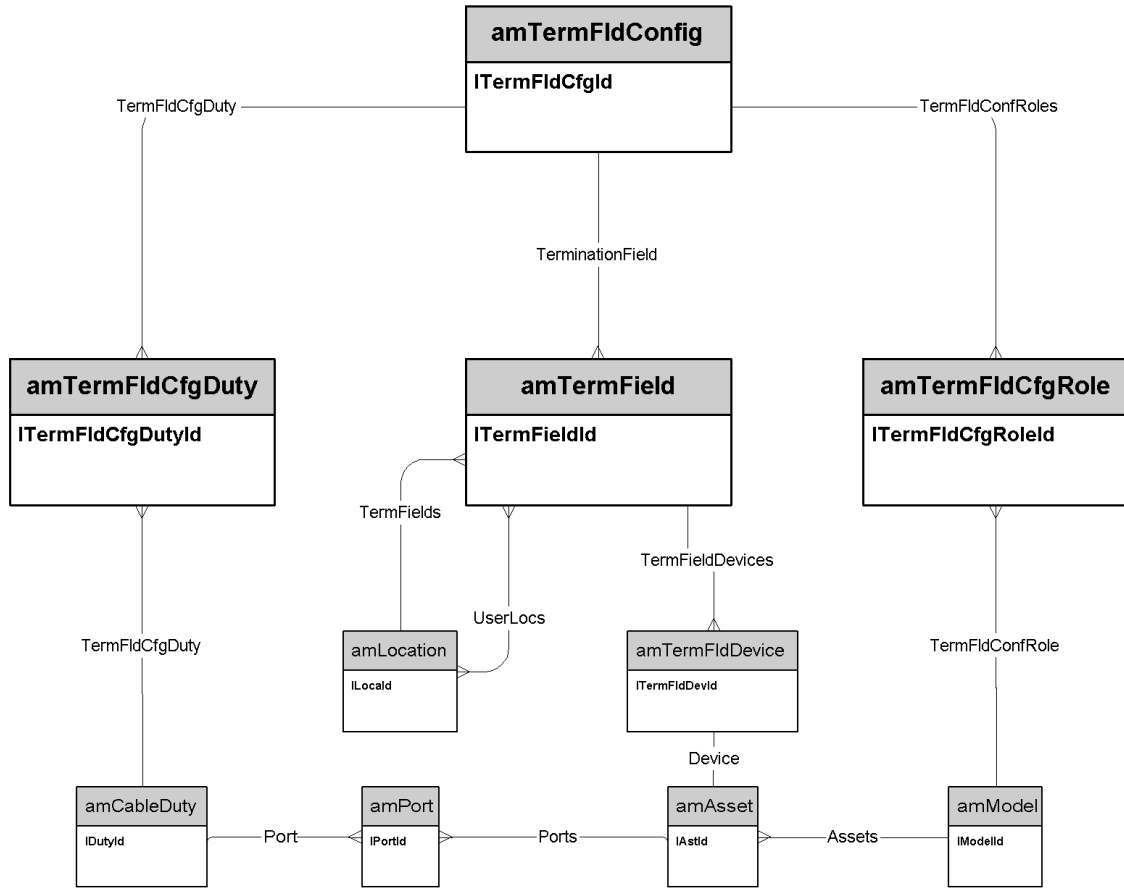 amTermFldConfig
lTermFldCfgId
TermFldCfgDuty
TermFldConfRoles
TerminationField
amTermFldCfgDuty
lTermFldCfgDutyId
amTermField
lTermFieldId
amTermFldCfgRole
lTermFldCfgRoleId
TermFields
TermFieldDevices
UserLocs
TermFldCfgDuty
TermFldConfRole
amLocation
lLocaId
amTermFldDevice
lTermFldDevId
Device
amCableDuty
lDutyId
amPort
lPortId
amAsset
lAstId
amModel
lModelId
Port
Ports
Assets